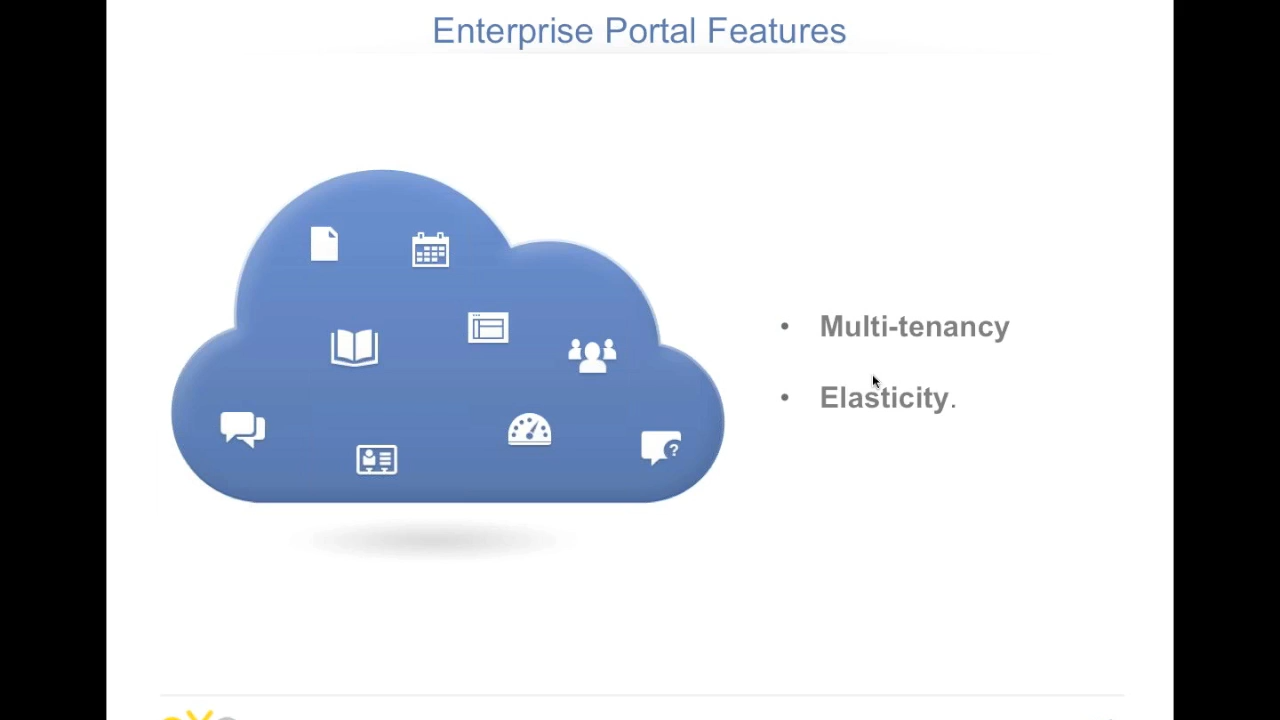 Enterprise Portal Features
• Multi-tenancy
• Elasticity.
?